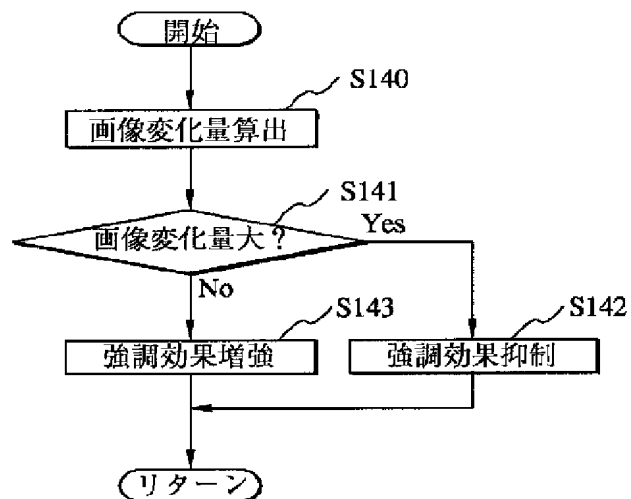 開始
S140
画像変化量算出
S141
画像変化量大?
Yes
No
S143
S142
強調効果増強
強調効果抑制
リターン